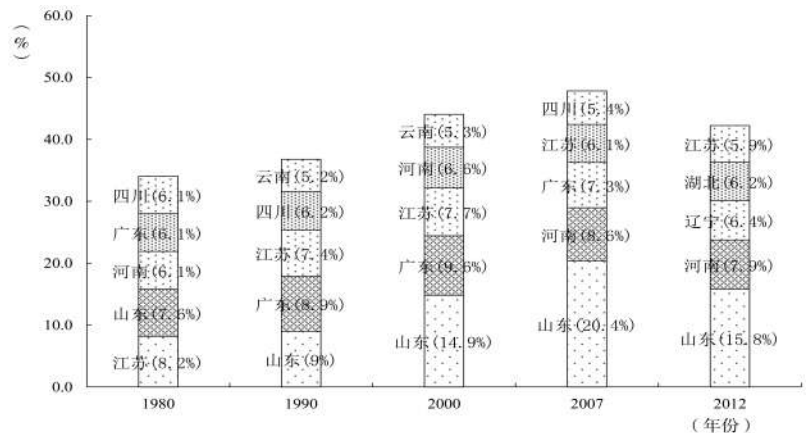 (%)
60.0
50.0
40.0
30.0
20.0
10.0
0.0
四川(6.1%)
广东(6.1%)
河南(6.1%)
山东(7.6%)
江苏(8.2%)
云南(5.2%)
四川(6.2%)
江苏(7.4%)
广东(8.9%)
山东(9%)
云南(5.3%)
河南(6.6%)
江苏(7.7%)
广东(9.6%)
山东(14.9%)
四川(5.4%)
江苏(6.1%)
广东(7.3%)
河南(8.6%)
山东(20.4%)
江苏(5.9%)
湖北(6.2%)
辽宁(6.4%)
河南(7.9%)
山东(15.8%)
1980 1990 2000 2007 2012
(年份)